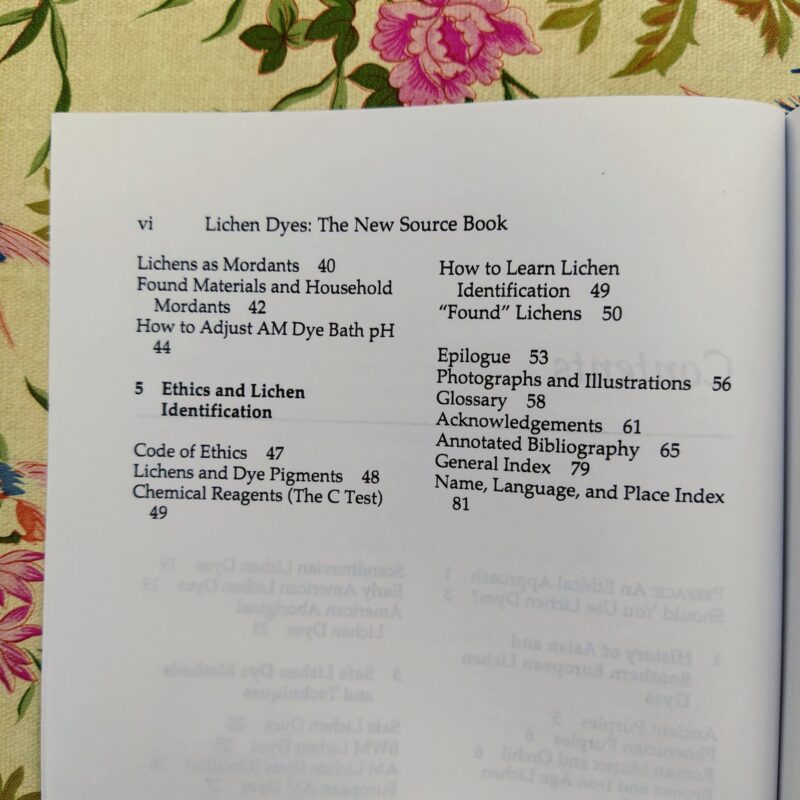 vi Lichen Dyes: The New Source Book
Lichens as Mordants 40
Found Materials and Household
Mordants 42
How to Adjust AM Dye Bath pH
44
5 Ethics and Lichen
Identification
Code of Ethics 47
Lichens and Dye Pigments 48
Chemical Reagents (The C Test)
49
How to Learn Lichen
Identification 49
“Found” Lichens 50
Epilogue 53
Photographs and Illustrations 56
Glossary 58
Acknowledgements 61
Annotated Bibliography 65
General Index 79
Name, Language, and Place Index
81